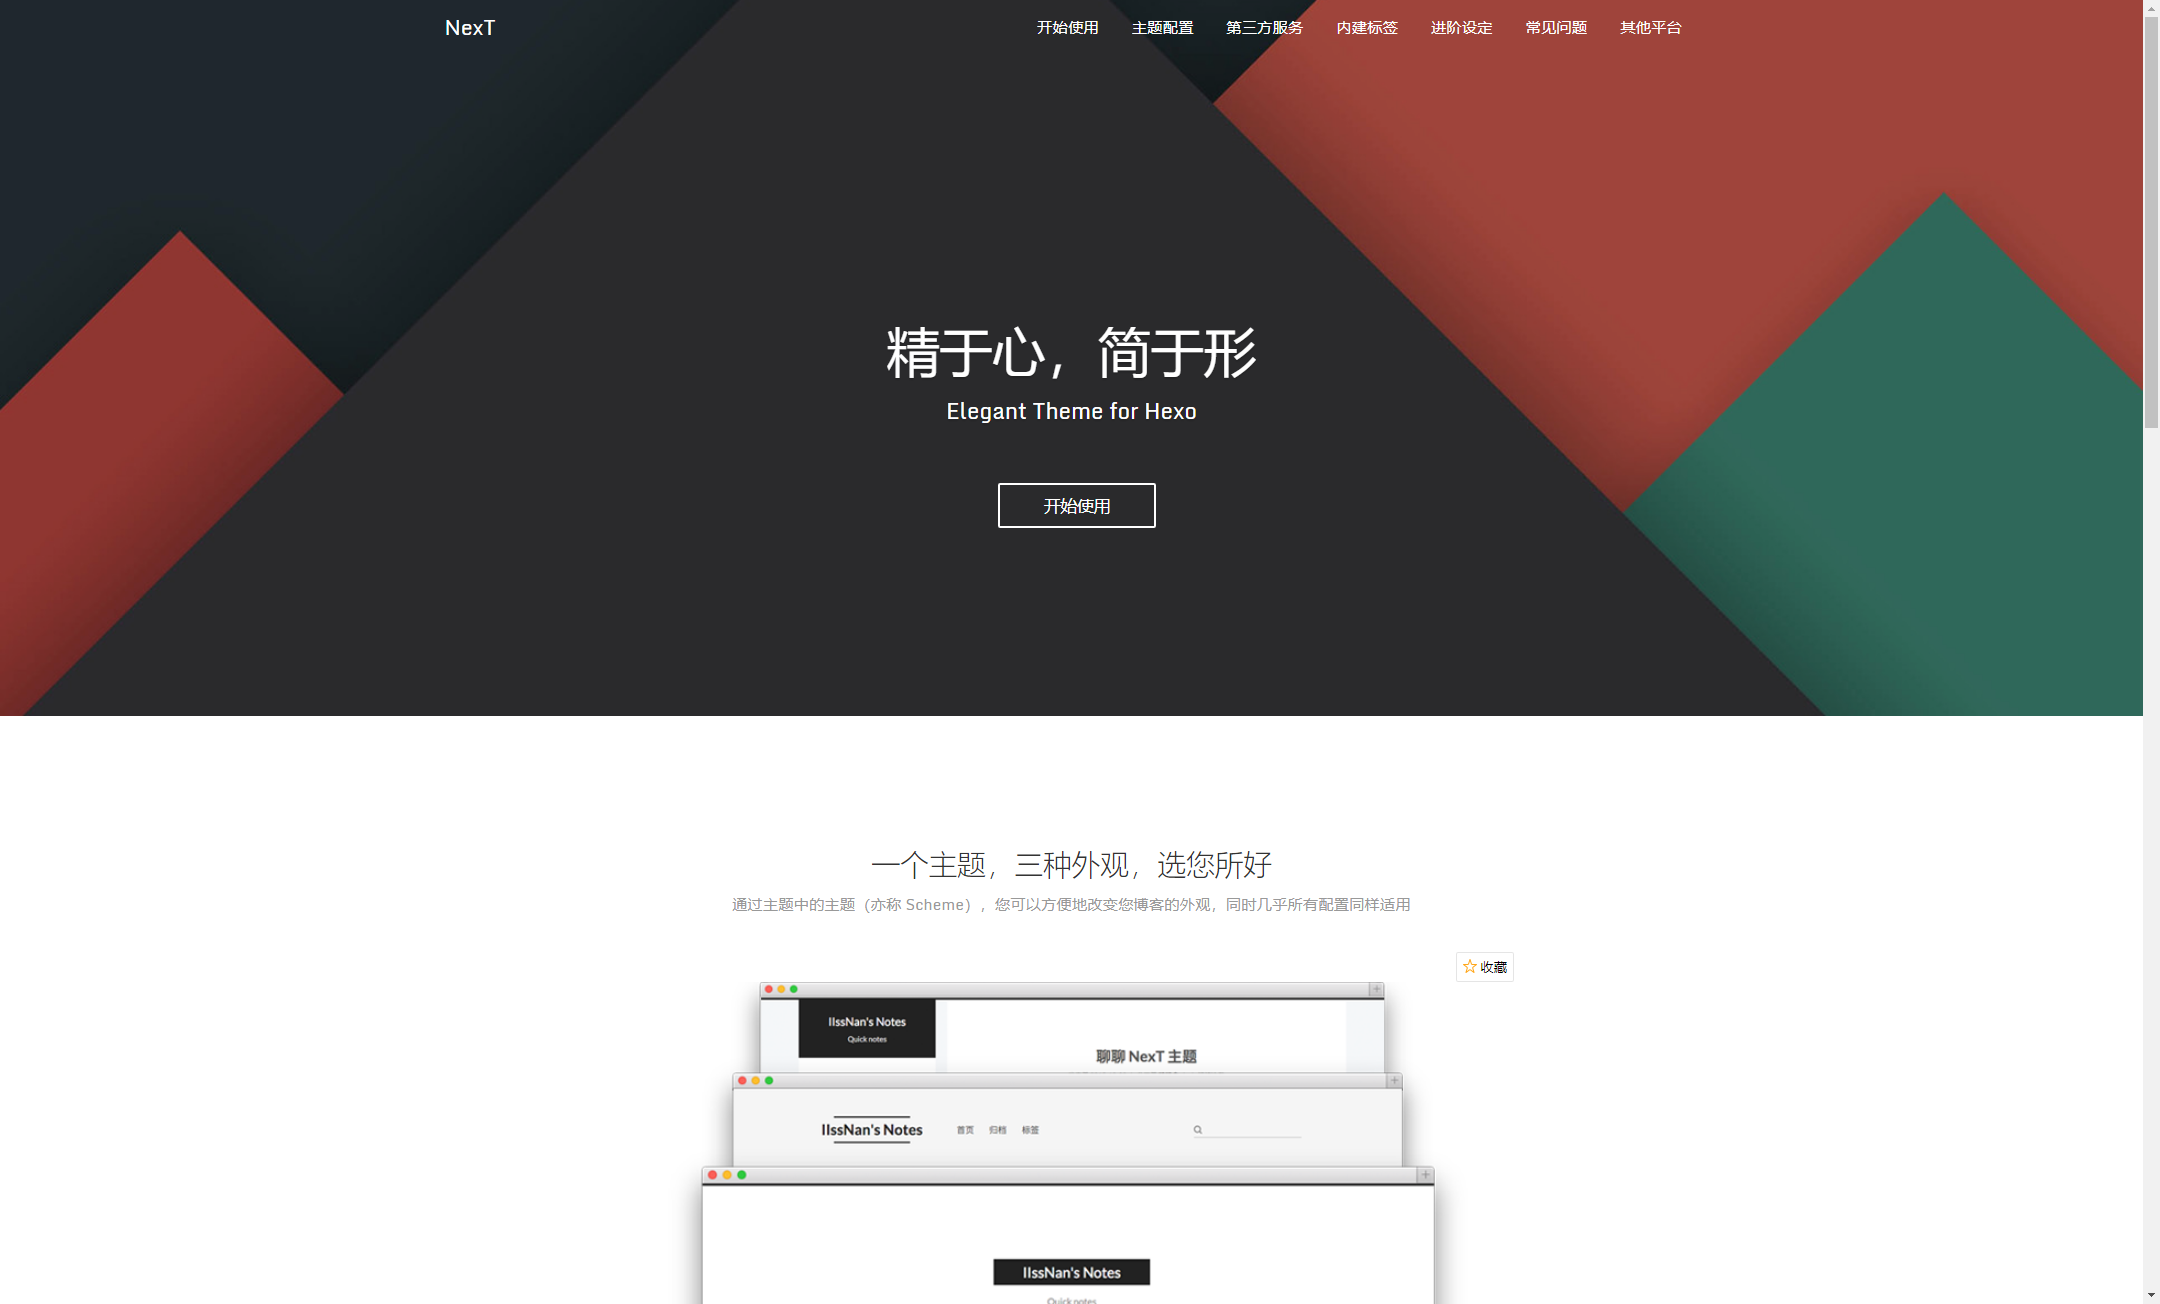 NexT
开始使用 主题配置 第三方服务 内建标签 进阶设定 常见问题 其他平台
精于心，简于形
Elegant Theme for Hexo
开始使用
一个主题，三种外观，选您所好
通过主题中的主题（亦称 Scheme），您可以方便地改变您博客的外观，同时几乎所有配置同样适用
收藏
IIssNan's Notes
Quick notes
聊聊 NexT 主题
IIssNan's Notes 首页 归档 标签
IIssNan's Notes
Quick notes